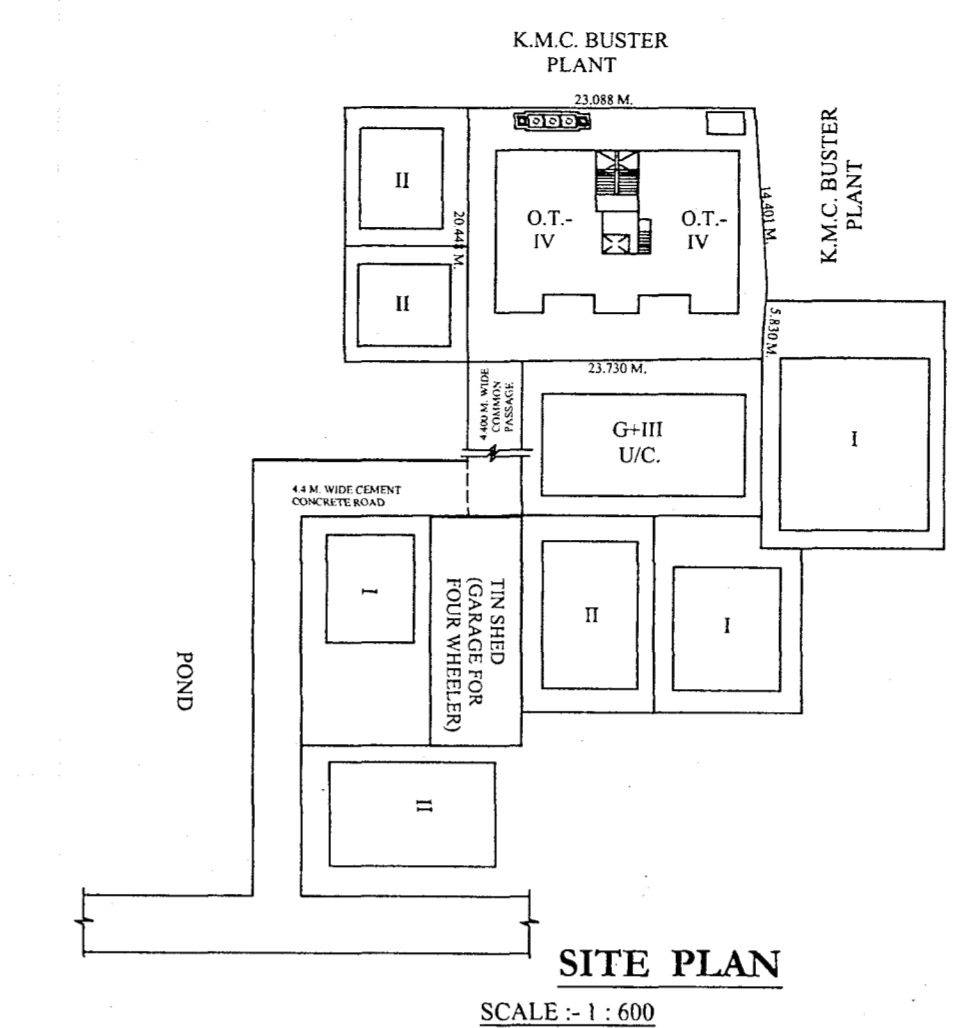 K.M.C. BUSTER
PLANT
23.088 M.
K.M.C. BUSTER
PLANT
II
20.448 M.
O.T.-
IV
O.T.-
IV
14.401 M.
II
5.830 M.
23.730 M.
4.400 M. WIDE
COMMON
PASSAGE
G+III
U/C.
I
4.4 M. WIDE CEMENT
CONCRETE ROAD
I
TIN SHED
(GARAGE FOR
FOUR WHEELER)
II
I
POND
II
SITE PLAN
SCALE :- 1 : 600